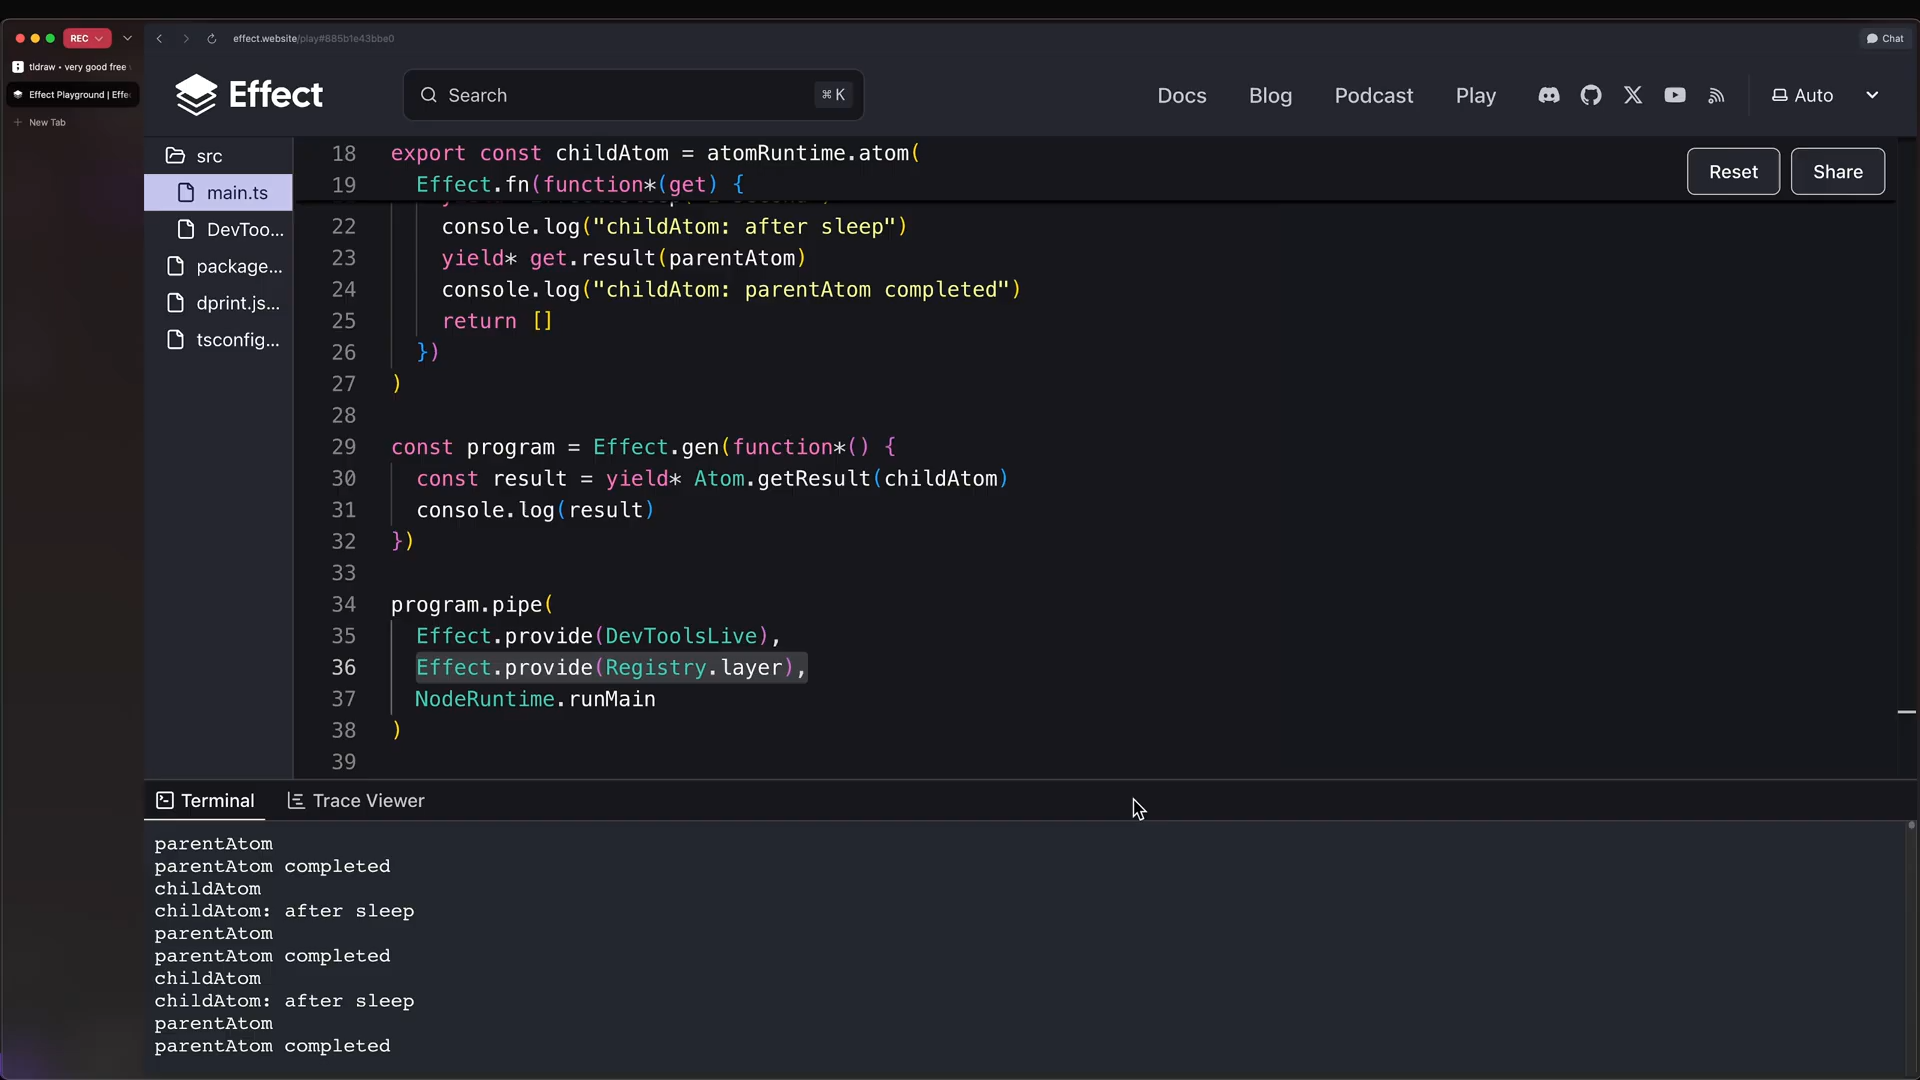 REC
effect.website/play#885b1e43bbe0
Chat
tldraw • very good free
Effect Playground | Effe
New Tab
Effect
Search
⌘ K
Docs
Blog
Podcast
Play
Auto
src
main.ts
DevToo...
package...
dprint.js...
tsconfig...
Reset
Share
18 export const childAtom = atomRuntime.atom(
19 Effect.fn(function*(get) {
22 console.log("childAtom: after sleep")
23 yield* get.result(parentAtom)
24 console.log("childAtom: parentAtom completed")
25 return []
26 })
27 )
28
29 const program = Effect.gen(function*() {
30 const result = yield* Atom.getResult(childAtom)
31 console.log(result)
32 })
33
34 program.pipe(
35 Effect.provide(DevToolsLive),
36 Effect.provide(Registry.layer),
37 NodeRuntime.runMain
38 )
39
Terminal
Trace Viewer
parentAtom
parentAtom completed
childAtom
childAtom: after sleep
parentAtom
parentAtom completed
childAtom
childAtom: after sleep
parentAtom
parentAtom completed